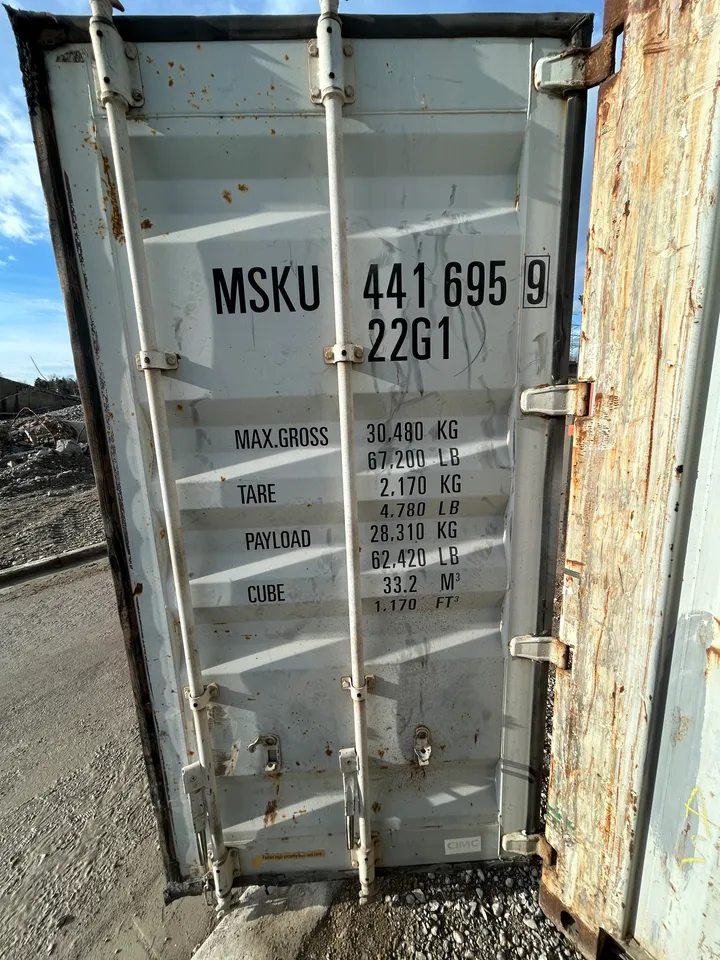 MSKU 441 695 9
22G1
MAX.GROSS 30.480 KG
67.200 LB
TARE 2.170 KG
4.780 LB
PAYLOAD 28,310 KG
62,420 LB
CUBE 33.2 M³
1.170 FT³
CIMC